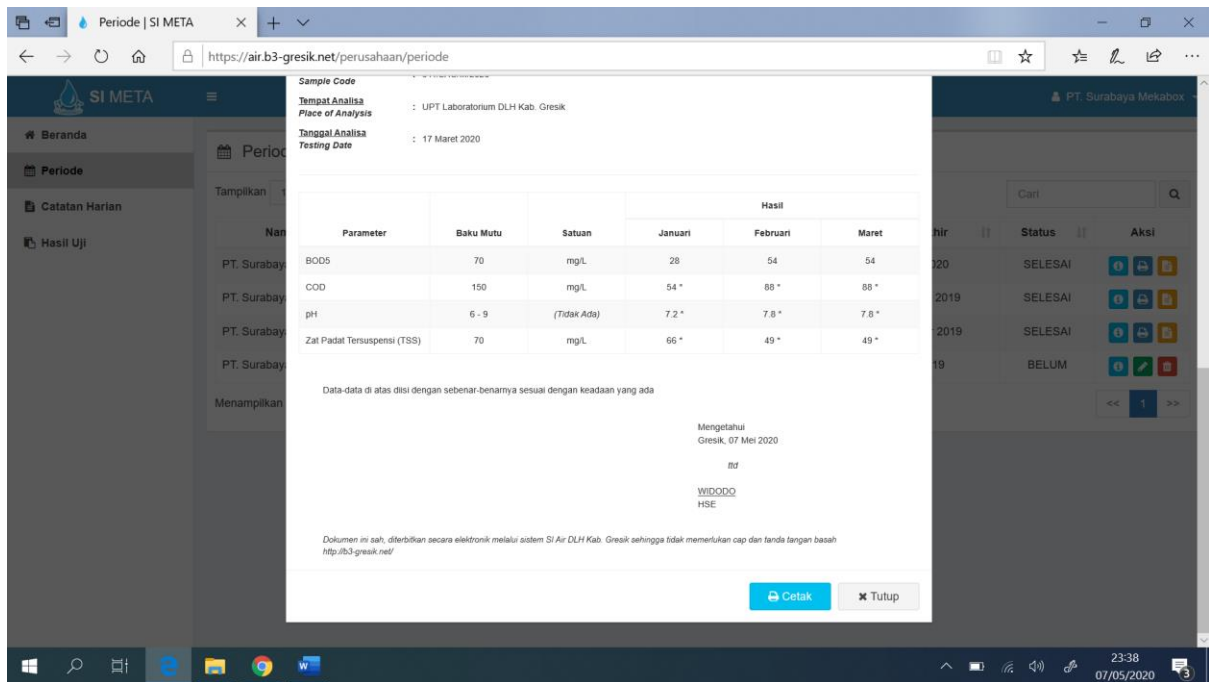 Periode | SI META
https://air.b3-gresik.net/perusahaan/periode
SI META
PT. Surabaya Mekabox
Beranda
Periode
Catatan Harian
Hasil Uji
Sample Code
Tempat Analisa : UPT Laboratorium DLH Kab. Gresik
Place of Analysis
Tanggal Analisa : 17 Maret 2020
Testing Date
Tampilkan
Cari
Status Aksi
PT. Surabay
SELESAI
PT. Surabay 2019 SELESAI
PT. Surabay 2019 SELESAI
PT. Surabay 19 BELUM
Menampilkan << 1 >>
Hasil
Parameter Baku Mutu Satuan Januari Februari Maret
BOD5 70 mg/L 28 54 54
COD 150 mg/L 54 * 88 * 88 *
pH 6 - 9 (Tidak Ada) 7.2 * 7.8 * 7.8 *
Zat Padat Tersuspensi (TSS) 70 mg/L 66 * 49 * 49 *
Data-data di atas diisi dengan sebenar-benarnya sesuai dengan keadaan yang ada
Mengetahui
Gresik, 07 Mei 2020
ttd
WIDODO
HSE
Dokumen ini sah, diterbitkan secara elektronik melalui sistem SI Air DLH Kab. Gresik sehingga tidak memerlukan cap dan tanda tangan basah
http://b3-gresik.net/
Cetak
Tutup
23:38
07/05/2020
3